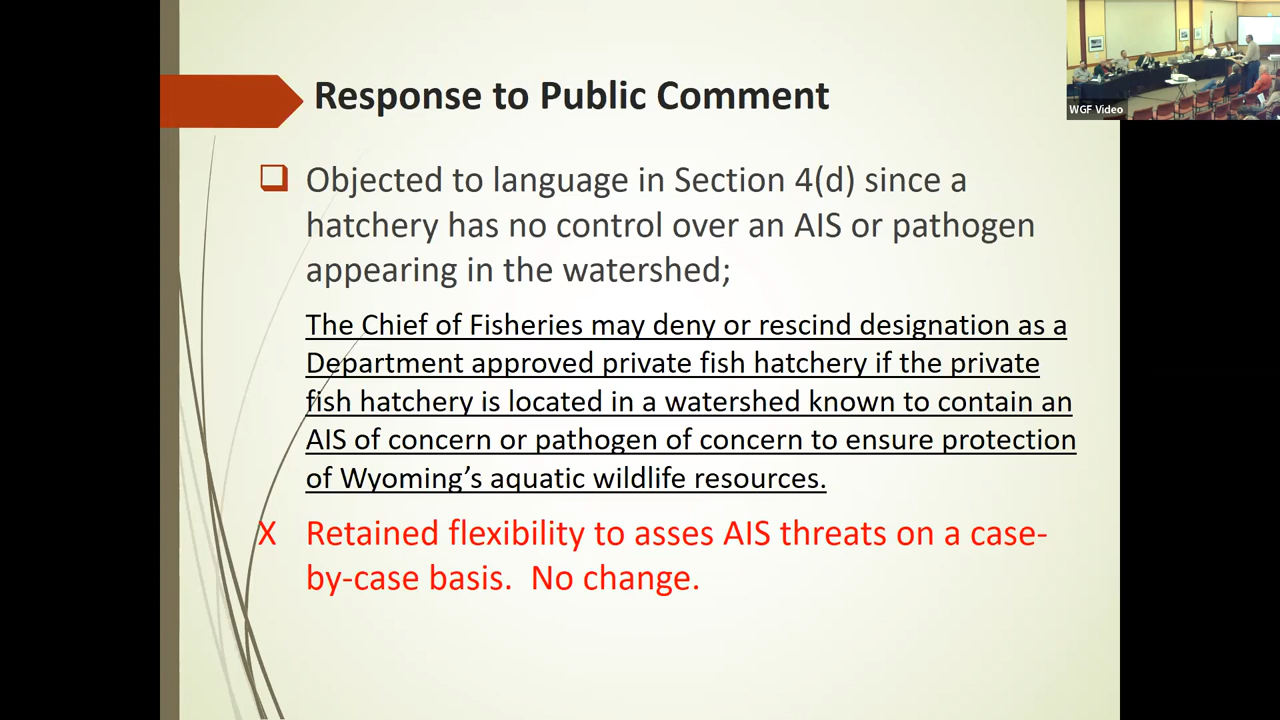 Response to Public Comment
WGF Video
Objected to language in Section 4(d) since a
hatchery has no control over an AIS or pathogen
appearing in the watershed;
The Chief of Fisheries may deny or rescind designation as a
Department approved private fish hatchery if the private
fish hatchery is located in a watershed known to contain an
AIS of concern or pathogen of concern to ensure protection
of Wyoming's aquatic wildlife resources.
X Retained flexibility to asses AIS threats on a case-
by-case basis.  No change.